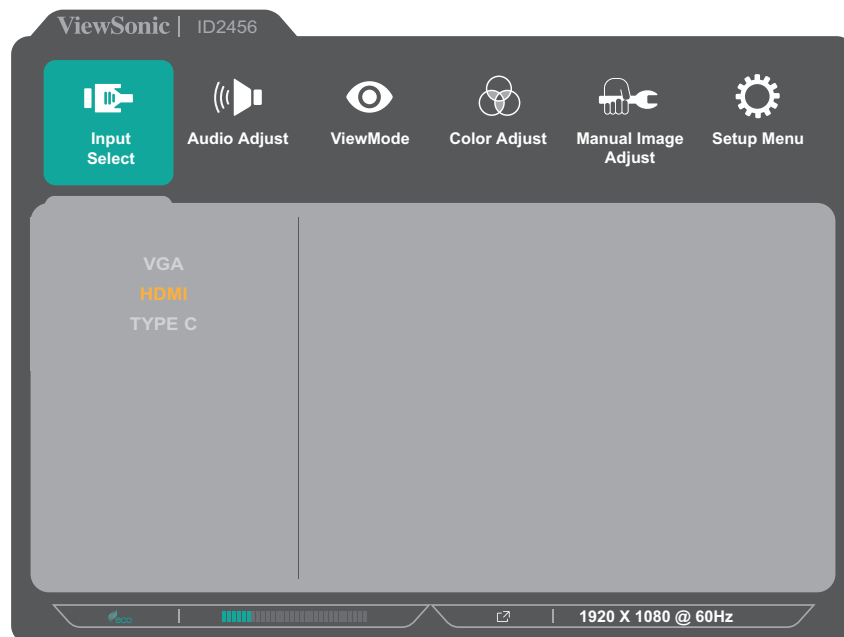 ViewSonic | ID2456
Input
Select
Audio Adjust
ViewMode
Color Adjust
Manual Image
Adjust
Setup Menu
VGA
HDMI
TYPE C
eco
1920 X 1080 @ 60Hz